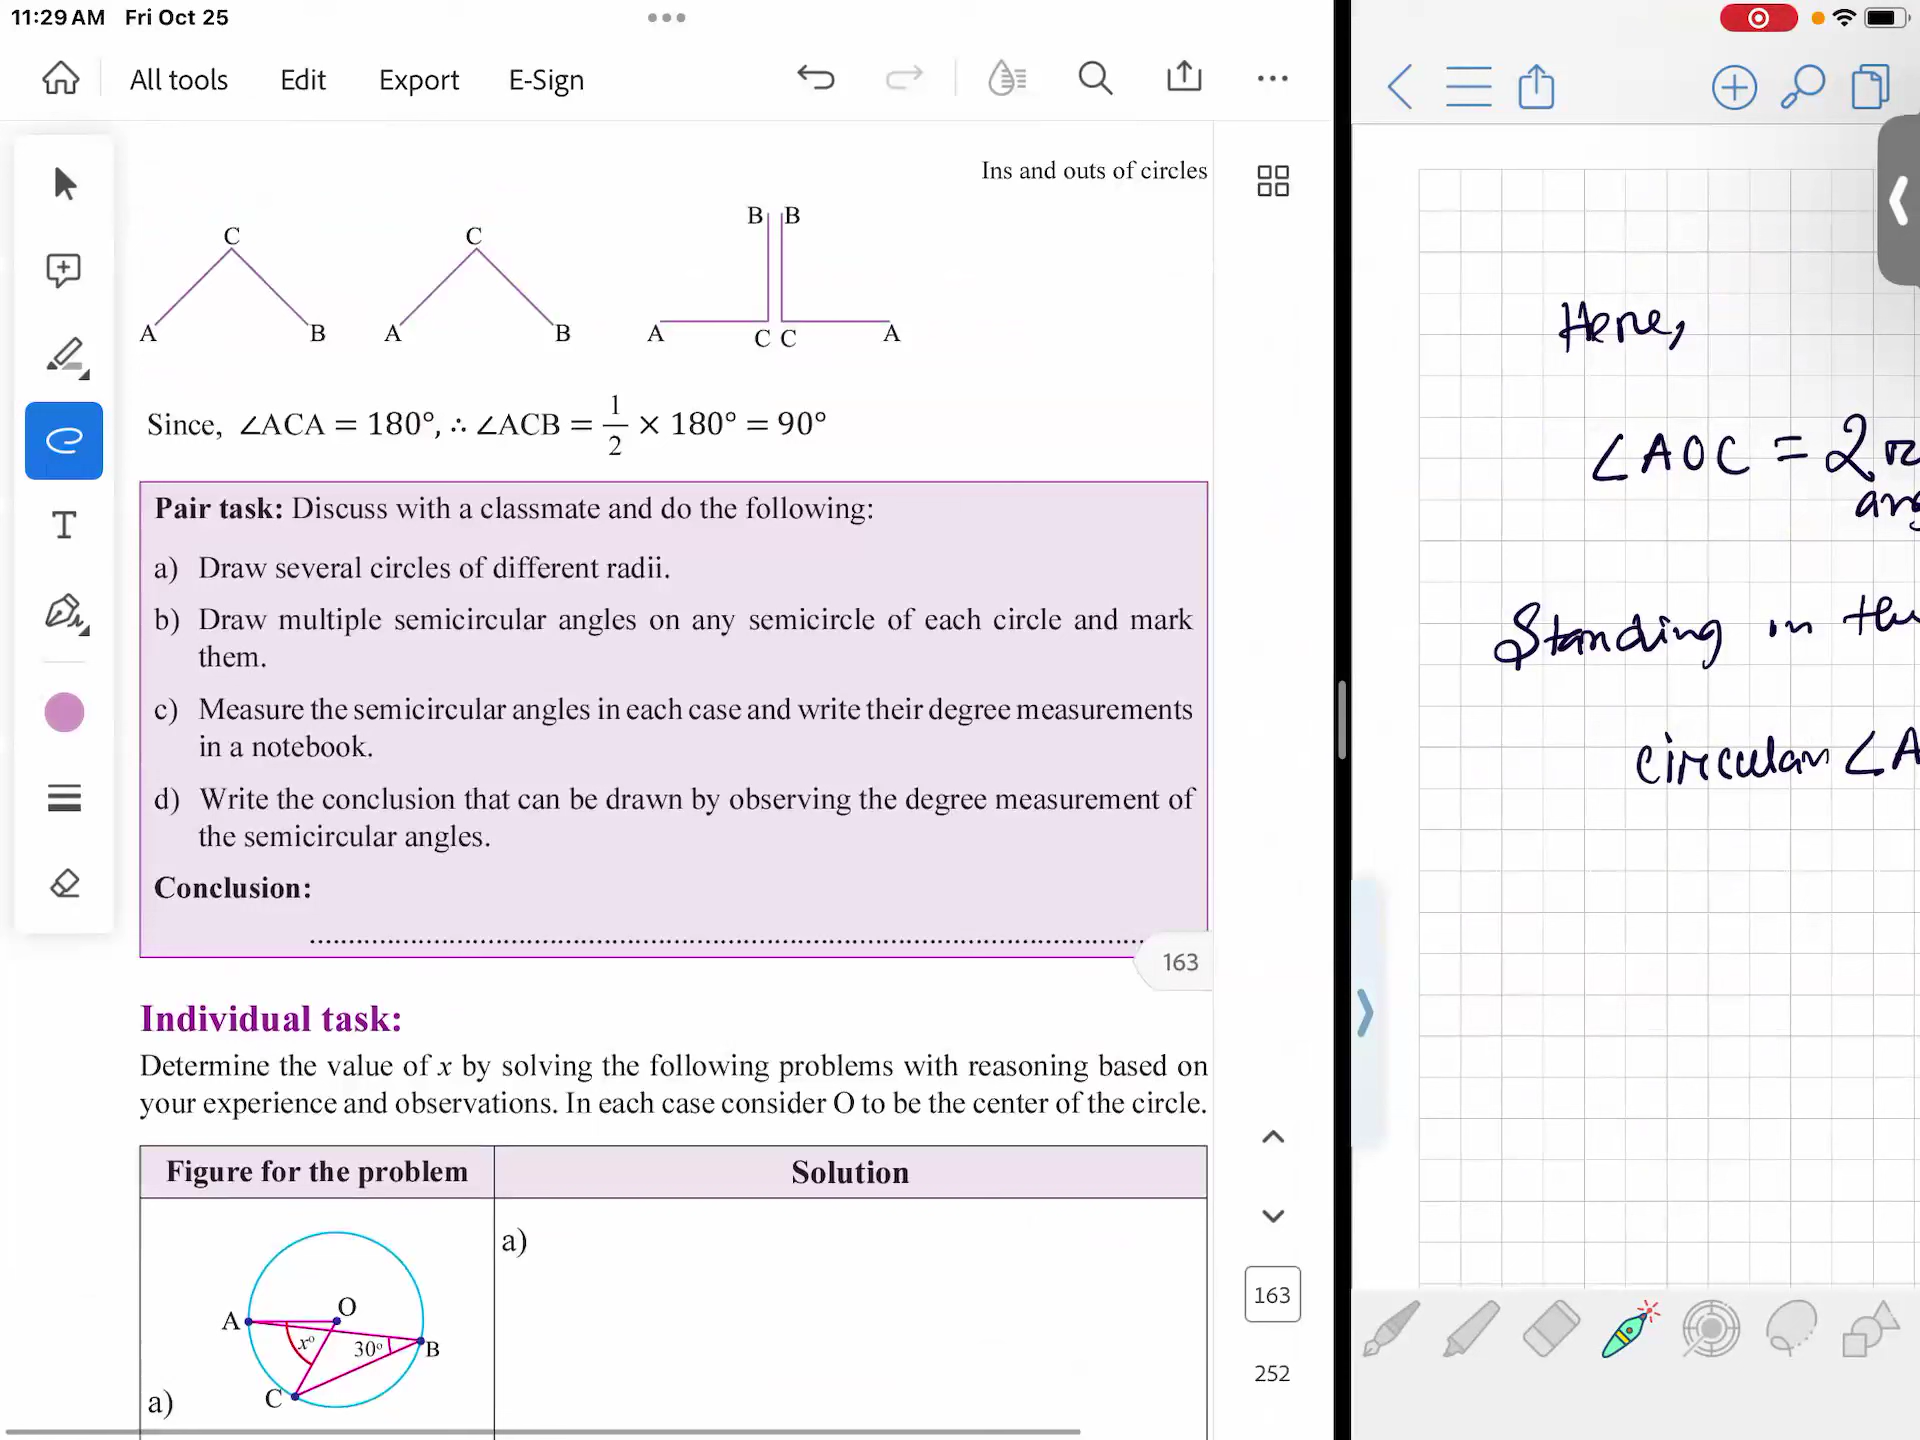 11:29 AM Fri Oct 25
All tools Edit Export E-Sign
Ins and outs of circles
C
A B
C
A B
B B
A C C A
Since, ∠ACA = 180°, ∴ ∠ACB = 1/2 × 180° = 90°
Pair task: Discuss with a classmate and do the following:
a) Draw several circles of different radii.
b) Draw multiple semicircular angles on any semicircle of each circle and mark
them.
c) Measure the semicircular angles in each case and write their degree measurements
in a notebook.
d) Write the conclusion that can be drawn by observing the degree measurement of
the semicircular angles.
Conclusion:
163
Individual task:
Determine the value of x by solving the following problems with reasoning based on
your experience and observations. In each case consider O to be the center of the circle.
Figure for the problem Solution
a)
A O
x° 30° B
C
a)
163
252
T
Here,
∠AOC = 2
Standing in
circular ∠A